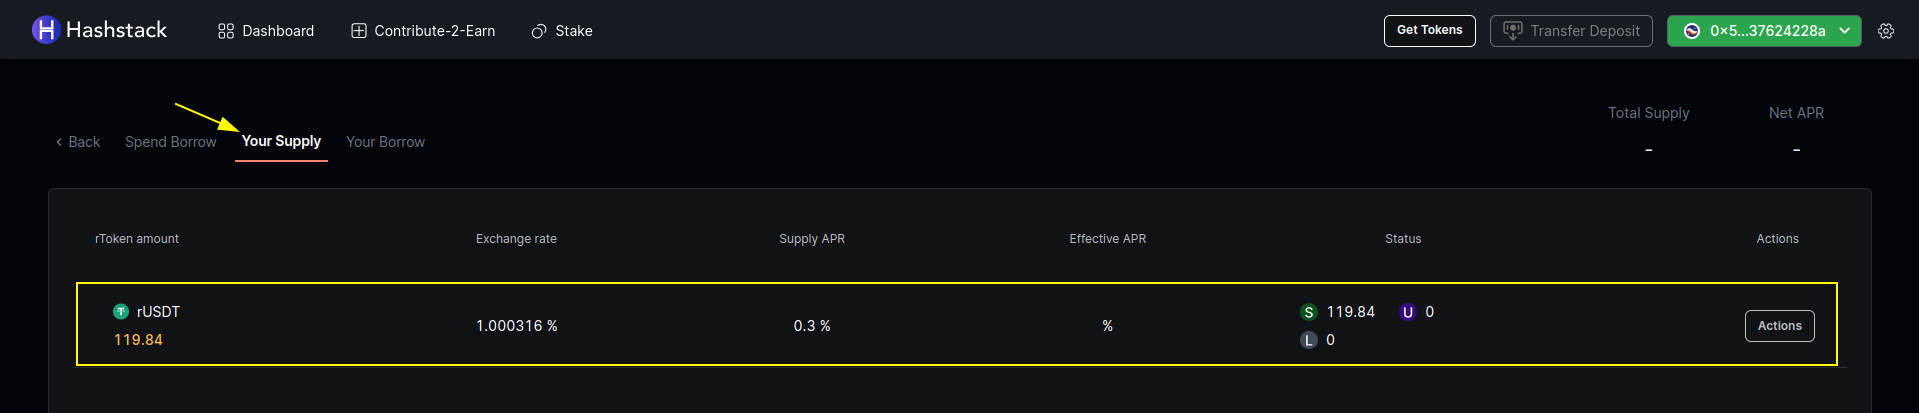 Hashstack Dashboard Contribute-2-Earn Stake Get Tokens Transfer Deposit 0x5...37624228a
Total Supply Net APR
< Back Spend Borrow Your Supply Your Borrow
- -
rToken amount Exchange rate Supply APR Effective APR Status Actions
rUSDT S 119.84 U 0
1.000316 % 0.3 % % Actions
119.84 L 0